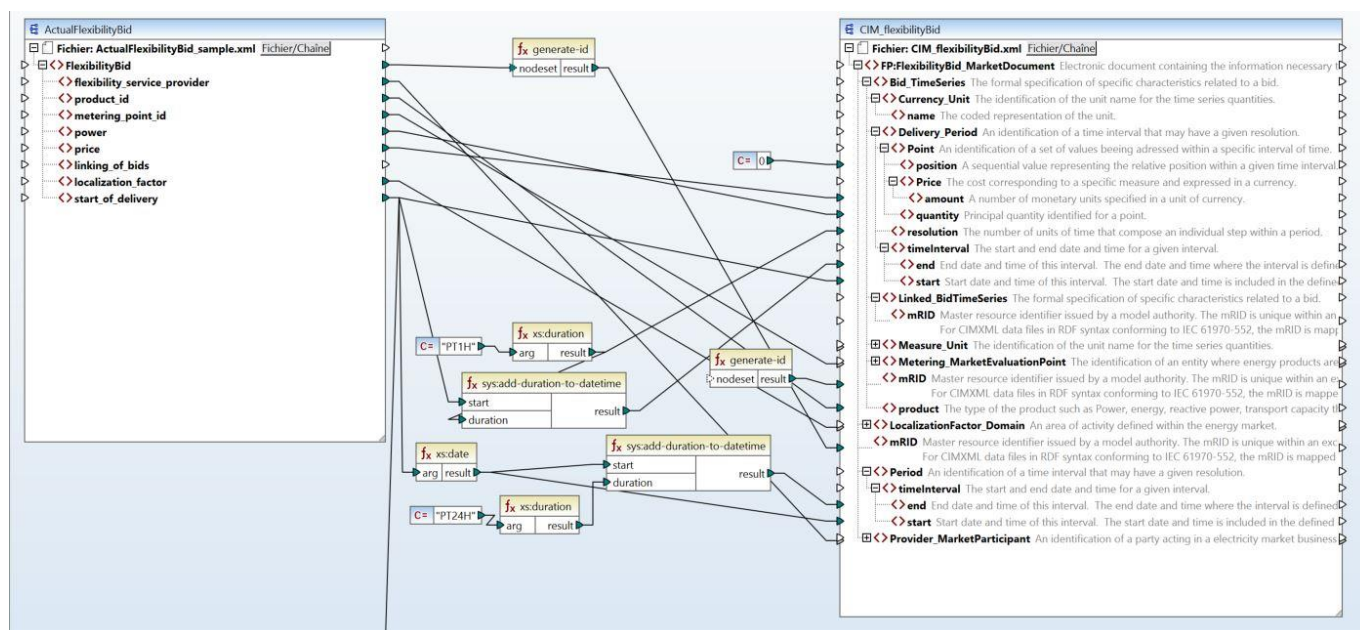 ActualFlexibilityBid
Fichier: ActualFlexibilityBid_sample.xml Fichier/Chaîne
FlexibilityBid
flexibility_service_provider
product_id
metering_point_id
power
price
linking_of_bids
localization_factor
start_of_delivery
fx generate-id
nodeset result
C= 0
C= "PT1H"
fx xs:duration
arg result
fx sys:add-duration-to-datetime
start
duration
result
fx generate-id
nodeset result
fx xs:date
arg result
fx sys:add-duration-to-datetime
start
duration
result
C= "PT24H"
fx xs:duration
arg result
CIM_flexibilityBid
Fichier: CIM_flexibilityBid.xml Fichier/Chaîne
FP:FlexibilityBid_MarketDocument Electronic document containing the information necessary
Bid_TimeSeries The formal specification of specific characteristics related to a bid.
Currency_Unit The identification of the unit name for the time series quantities.
name The coded representation of the unit.
Delivery_Period An identification of a time interval that may have a given resolution.
Point An identification of a set of values beeing adressed within a specific interval of time.
position A sequential value representing the relative position within a given time interval
Price The cost corresponding to a specific measure and expressed in a currency.
amount A number of monetary units specified in a unit of currency.
quantity Principal quantity identified for a point.
resolution The number of units of time that compose an individual step within a period.
timeInterval The start and end date and time for a given interval.
end End date and time of this interval. The end date and time where the interval is define
start Start date and time of this interval. The start date and time is included in the define
Linked_BidTimeSeries The formal specification of specific characteristics related to a bid.
mRID Master resource identifier issued by a model authority. The mRID is unique within an
For CIMXML data files in RDF syntax conforming to IEC 61970-552, the mRID is map
Measure_Unit The identification of the unit name for the time series quantities.
Metering_MarketEvaluationPoint The identification of an entity where energy products are
mRID Master resource identifier issued by a model authority. The mRID is unique within an e
For CIMXML data files in RDF syntax conforming to IEC 61970-552, the mRID is mappe
product The type of the product such as Power, energy, reactive power, transport capacity t
LocalizationFactor_Domain An area of activity defined within the energy market.
mRID Master resource identifier issued by a model authority. The mRID is unique within an exc
For CIMXML data files in RDF syntax conforming to IEC 61970-552, the mRID is mapped
Period An identification of a time interval that may have a given resolution.
timeInterval The start and end date and time for a given interval.
end End date and time of this interval. The end date and time where the interval is defined
start Start date and time of this interval. The start date and time is included in the defined
Provider_MarketParticipant An identification of a party acting in a electricity market business